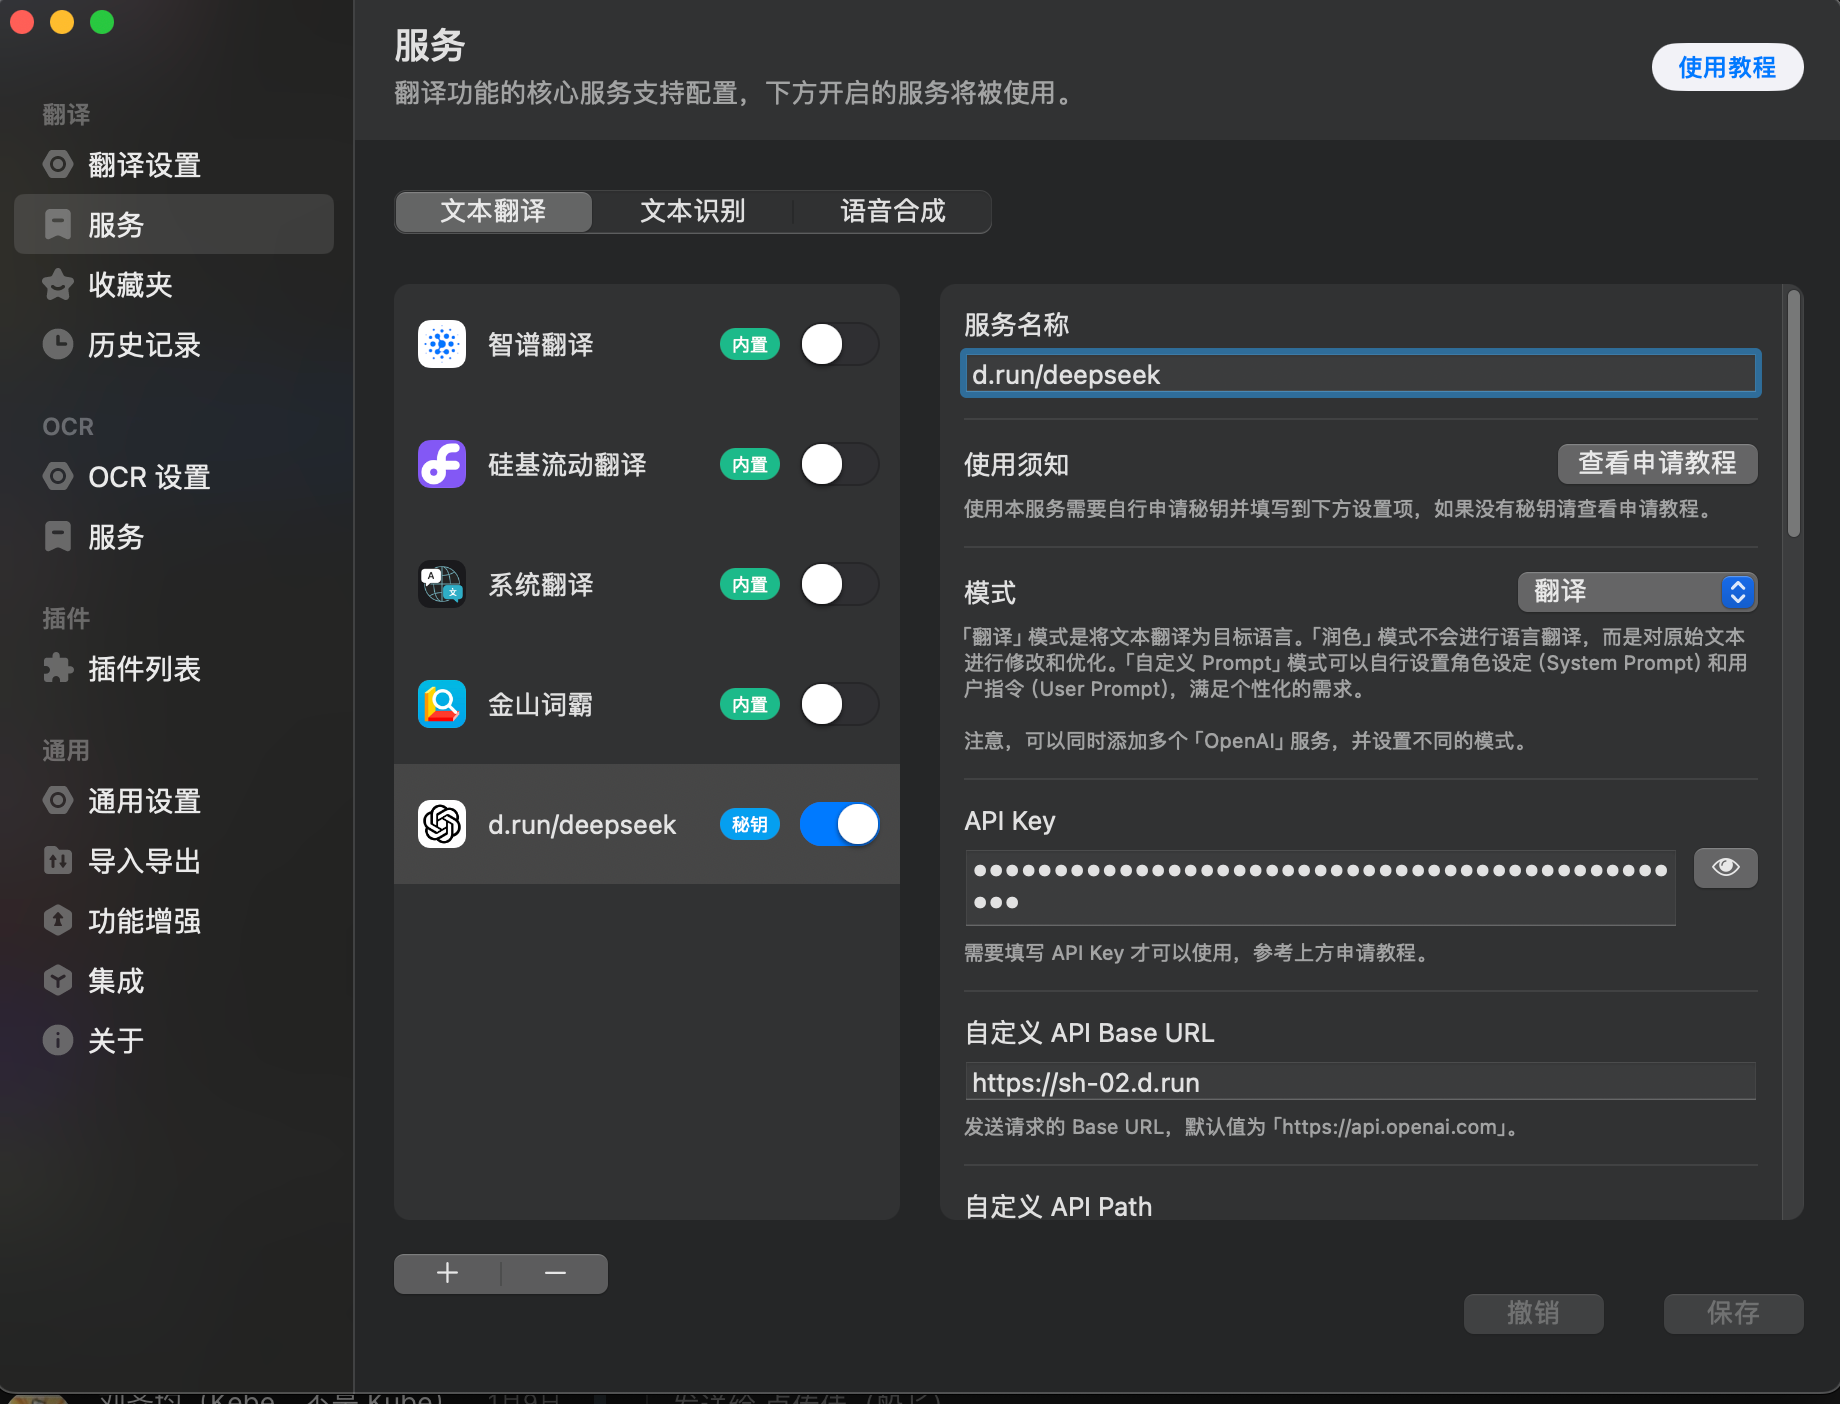 服务
翻译功能的核心服务支持配置，下方开启的服务将被使用。
使用教程
翻译
翻译设置
服务
收藏夹
历史记录
OCR
OCR 设置
服务
插件
插件列表
通用
通用设置
导入导出
功能增强
集成
关于
文本翻译
文本识别
语音合成
智谱翻译
内置
硅基流动翻译
内置
系统翻译
内置
金山词霸
内置
d.run/deepseek
秘钥
服务名称
d.run/deepseek
使用须知
查看申请教程
使用本服务需要自行申请秘钥并填写到下方设置项，如果没有秘钥请查看申请教程。
模式
翻译
「翻译」模式是将文本翻译为目标语言。「润色」模式不会进行语言翻译，而是对原始文本
进行修改和优化。「自定义 Prompt」模式可以自行设置角色设定 (System Prompt) 和用
户指令 (User Prompt)，满足个性化的需求。
注意，可以同时添加多个「OpenAI」服务，并设置不同的模式。
API Key
需要填写 API Key 才可以使用，参考上方申请教程。
自定义 API Base URL
https://sh-02.d.run
发送请求的 Base URL，默认值为「https://api.openai.com」。
自定义 API Path
撤销
保存